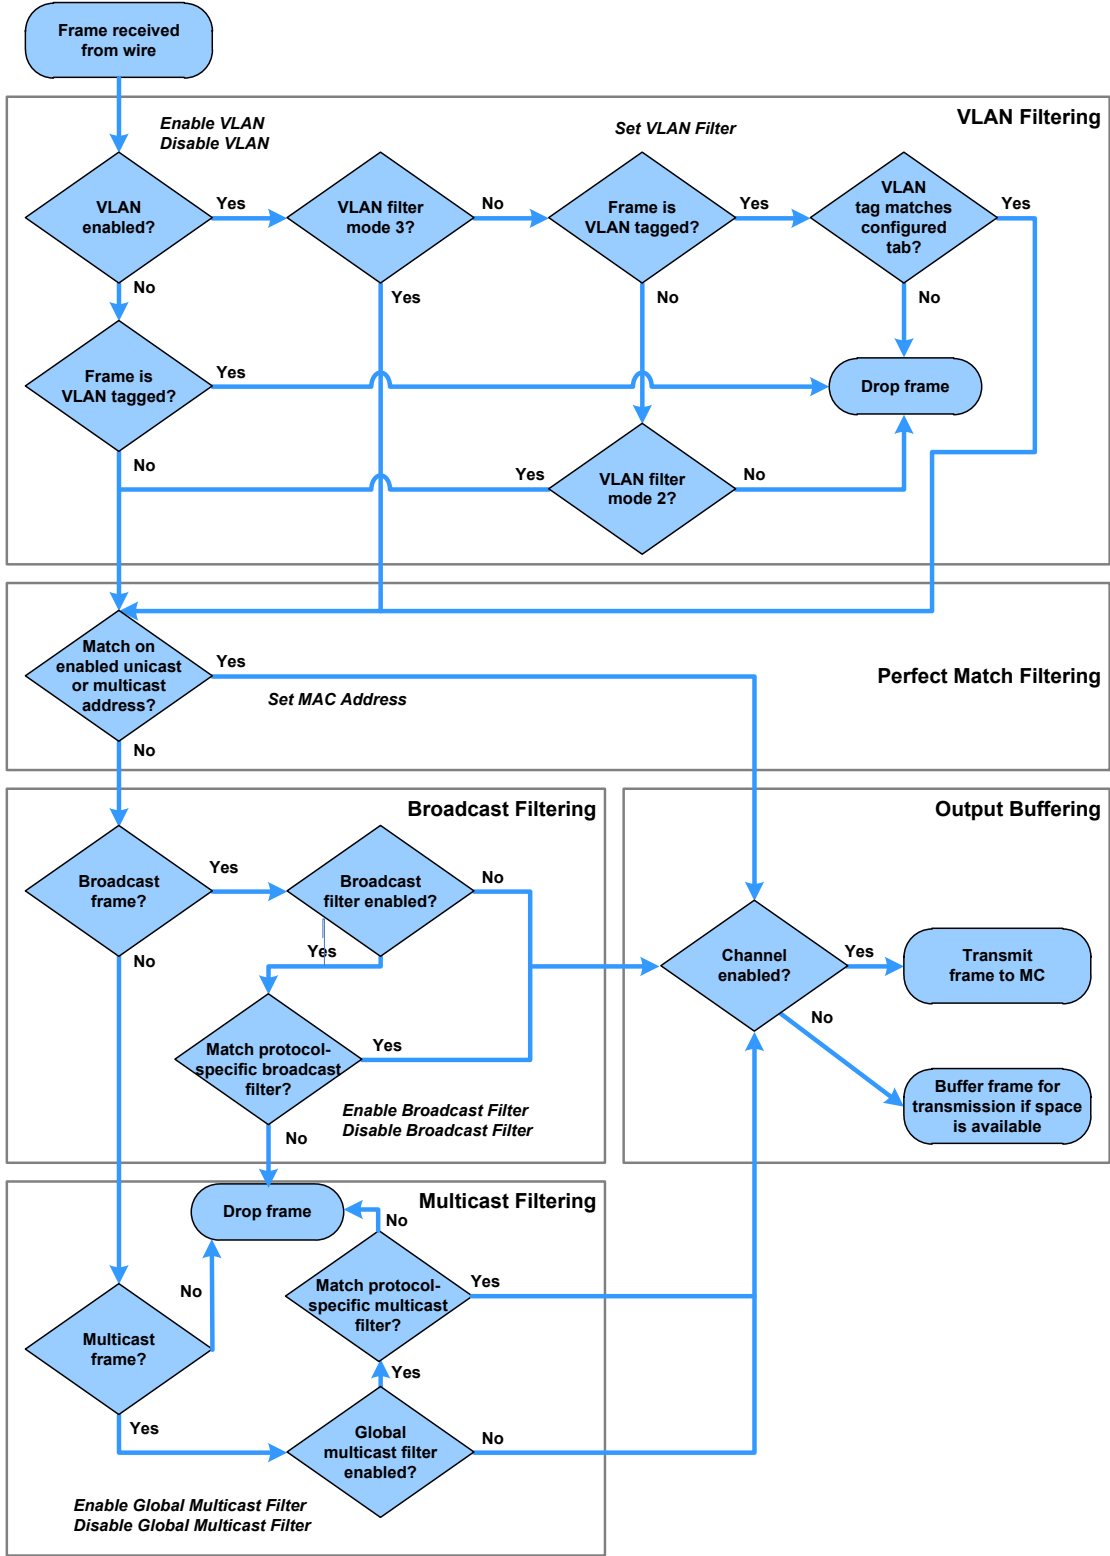 Frame received
from wire
VLAN Filtering
Enable VLAN
Disable VLAN
Set VLAN Filter
VLAN
enabled?
Yes
VLAN filter
mode 3?
No
Frame is
VLAN tagged?
Yes
VLAN
tag matches
configured
tab?
Yes
No
Yes
No
No
Frame is
VLAN tagged?
Yes
Drop frame
No
Yes
VLAN filter
mode 2?
No
Match on
enabled unicast
or multicast
address?
Yes
Set MAC Address
Perfect Match Filtering
No
Broadcast Filtering
Output Buffering
Broadcast
frame?
Yes
Broadcast
filter enabled?
No
Yes
No
Channel
enabled?
Yes
Transmit
frame to MC
No
Match protocol-
specific broadcast
filter?
Yes
Buffer frame for
transmission if space
is available
Enable Broadcast Filter
Disable Broadcast Filter
No
Multicast Filtering
Drop frame
No
Match protocol-
specific multicast
filter?
Yes
No
Multicast
frame?
Yes
Yes
Global
multicast filter
enabled?
No
Enable Global Multicast Filter
Disable Global Multicast Filter